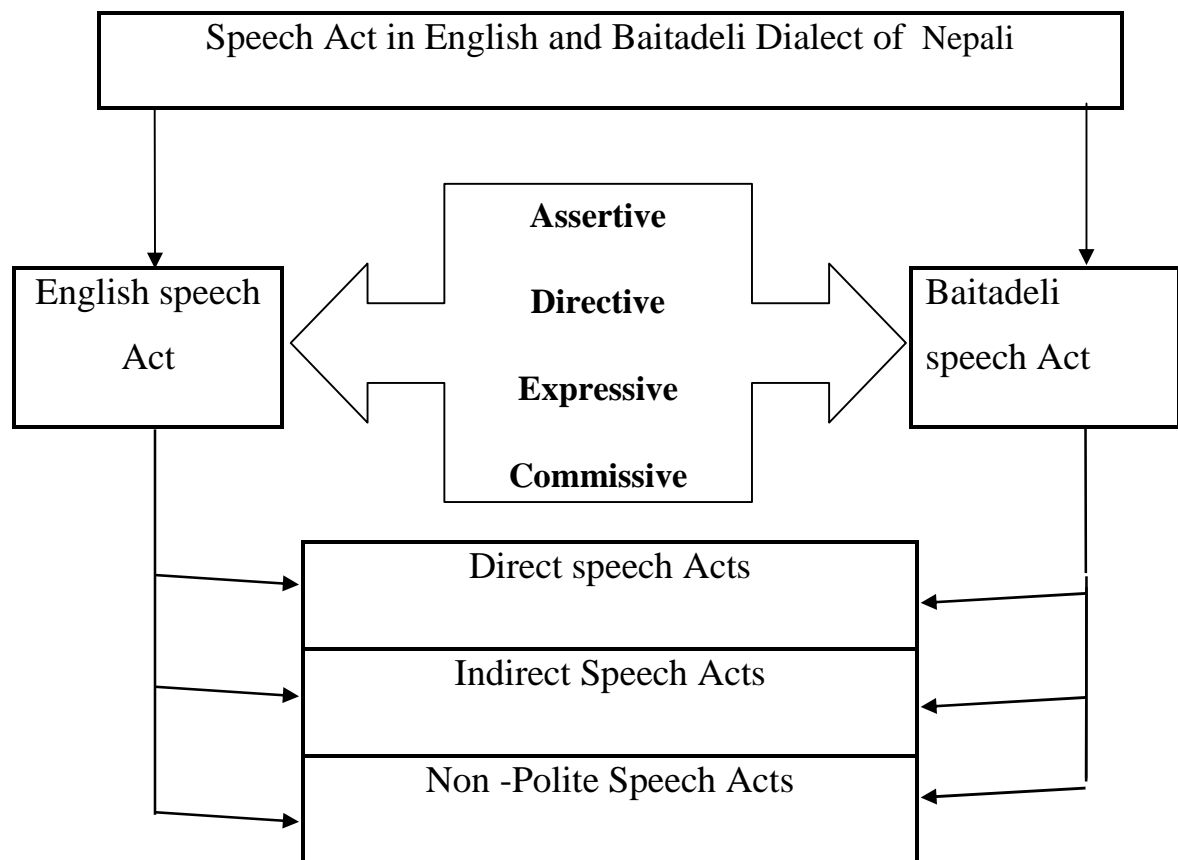 Speech Act in English and Baitadeli Dialect of Nepali
Assertive
Directive
Expressive
Commissive
English speech
Act
Baitadeli
speech Act
Direct speech Acts
Indirect Speech Acts
Non -Polite Speech Acts